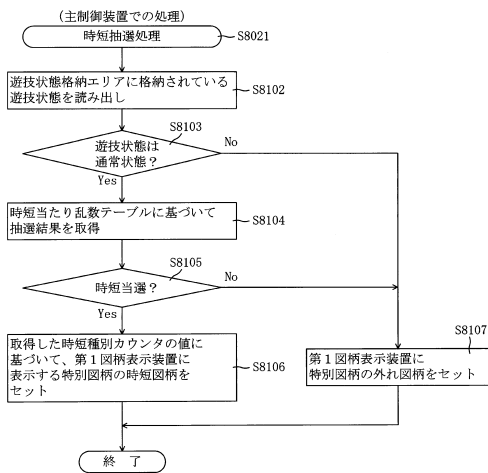 (主制御装置での処理)
時短抽選処理
S8021
遊技状態格納エリアに格納されている
遊技状態を読み出し
S8102
S8103
遊技状態は
通常状態?
No
Yes
時短当たり乱数テーブルに基づいて
抽選結果を取得
S8104
S8105
時短当選?
No
Yes
取得した時短種別カウンタの値に
基づいて、第1図柄表示装置に
表示する特別図柄の時短図柄を
セット
S8106
S8107
第1図柄表示装置に
特別図柄の外れ図柄をセット
終 了